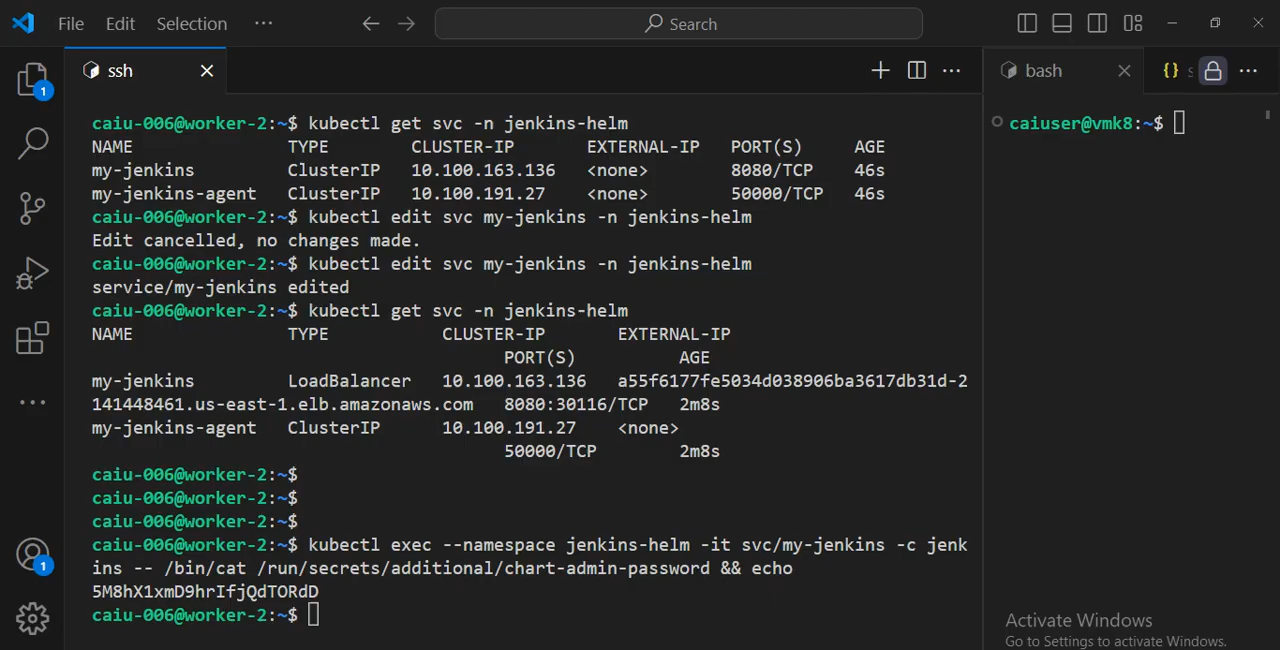 File Edit Selection ··· Search
ssh
bash
{} s
1
caiu-006@worker-2:~$ kubectl get svc -n jenkins-helm
NAME TYPE CLUSTER-IP EXTERNAL-IP PORT(S) AGE
my-jenkins ClusterIP 10.100.163.136 <none> 8080/TCP 46s
my-jenkins-agent ClusterIP 10.100.191.27 <none> 50000/TCP 46s
caiu-006@worker-2:~$ kubectl edit svc my-jenkins -n jenkins-helm
Edit cancelled, no changes made.
caiu-006@worker-2:~$ kubectl edit svc my-jenkins -n jenkins-helm
service/my-jenkins edited
caiu-006@worker-2:~$ kubectl get svc -n jenkins-helm
NAME TYPE CLUSTER-IP EXTERNAL-IP
PORT(S) AGE
my-jenkins LoadBalancer 10.100.163.136 a55f6177fe5034d038906ba3617db31d-2
141448461.us-east-1.elb.amazonaws.com 8080:30116/TCP 2m8s
my-jenkins-agent ClusterIP 10.100.191.27 <none>
50000/TCP 2m8s
caiu-006@worker-2:~$
caiu-006@worker-2:~$
caiu-006@worker-2:~$
caiu-006@worker-2:~$ kubectl exec --namespace jenkins-helm -it svc/my-jenkins -c jenk
ins -- /bin/cat /run/secrets/additional/chart-admin-password && echo
5M8hX1xmD9hrIfjQdTORdD
caiu-006@worker-2:~$
1
caiuser@vmk8:~$
Activate Windows
Go to Settings to activate Windows.